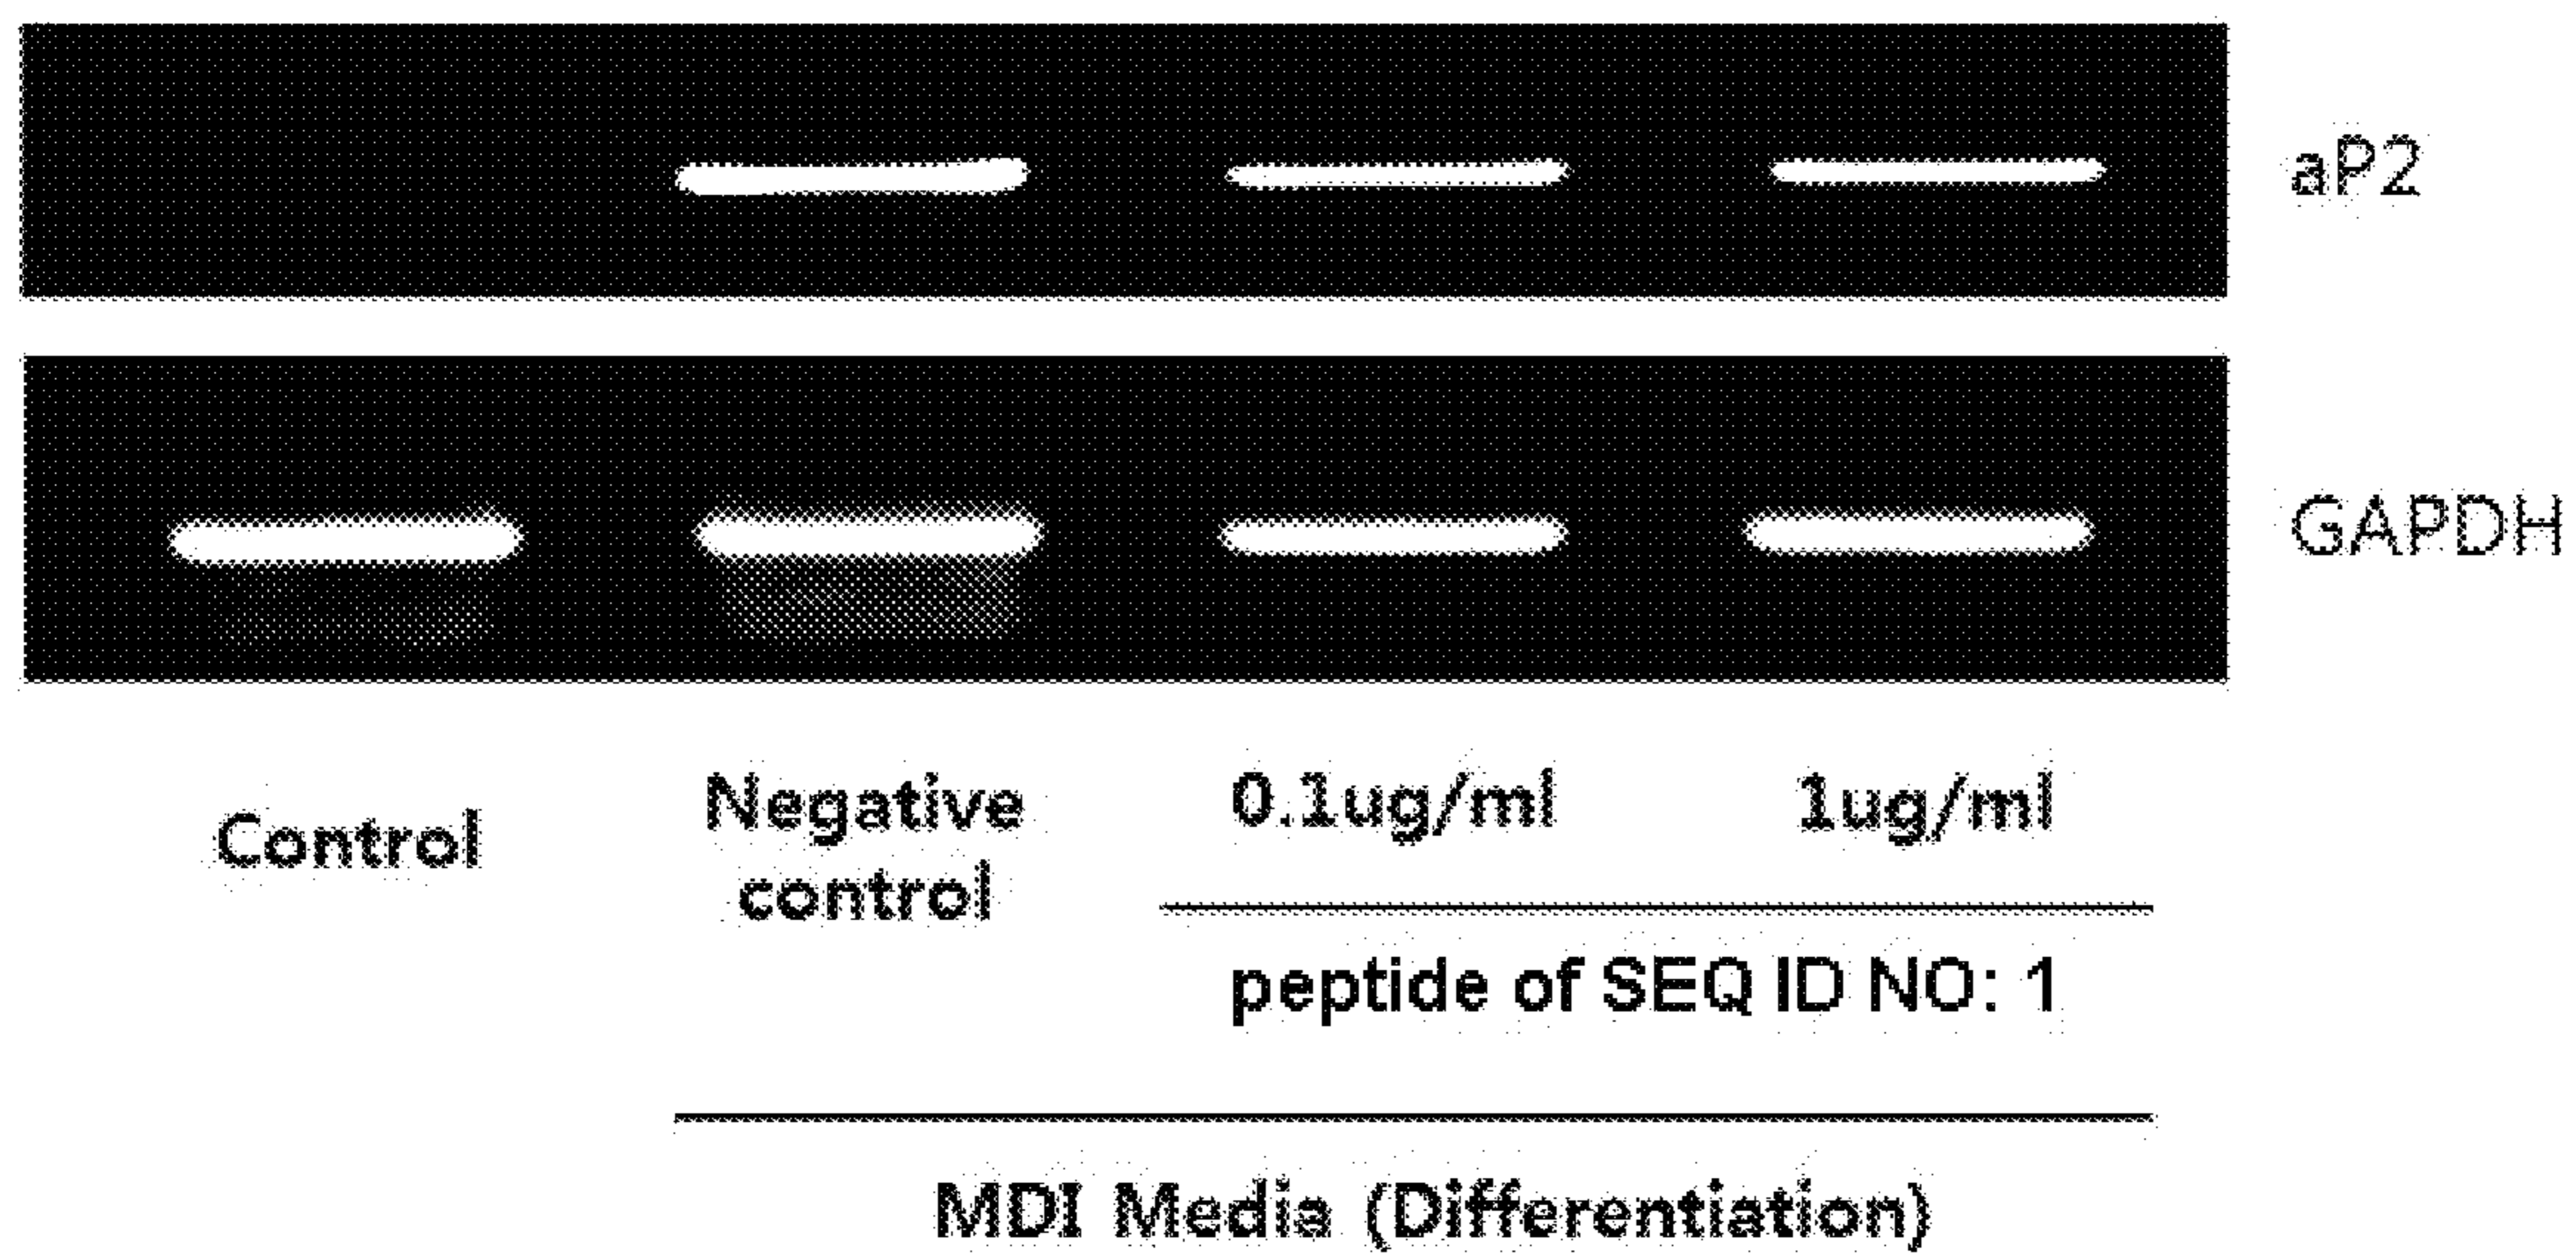 aP2
GAPDH
Control
Negative
control
0.1ug/ml
1ug/ml
peptide of SEQ ID NO: 1
MDI Media (Differentiation)